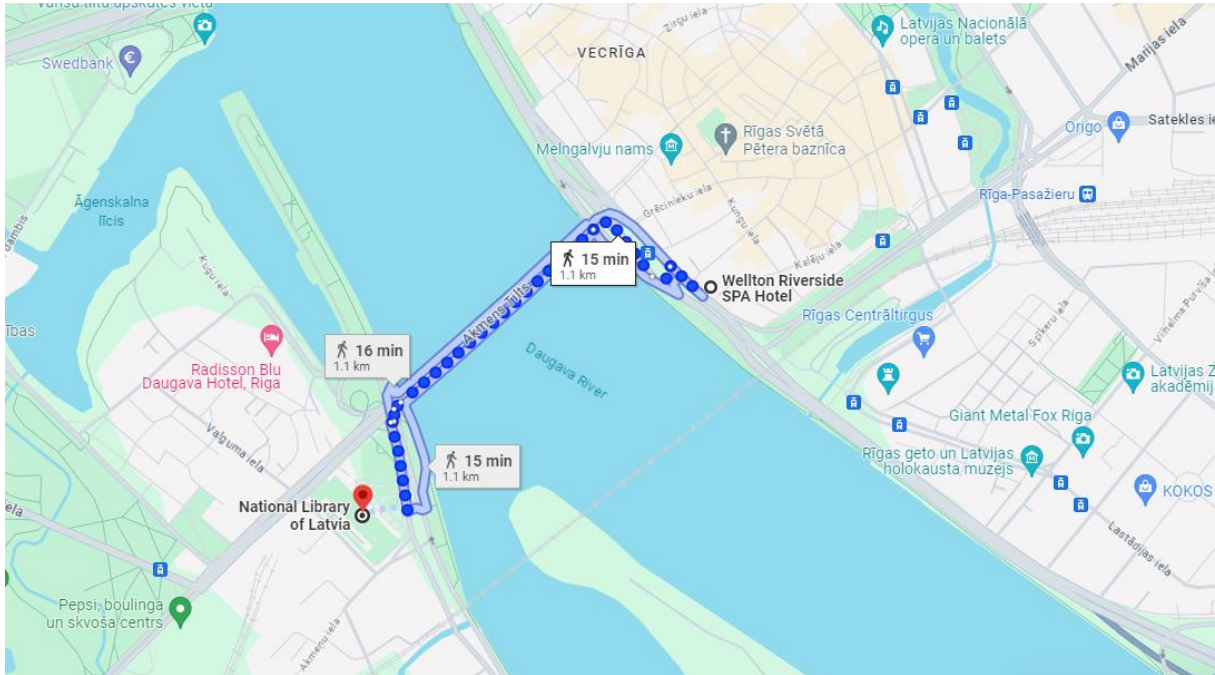 Swedbank
VECRĪGA
Zirgu iela
Latvijas Nacionālā
opera un balets
Marijas iela
Origo
Satekles
Melngalvju nams
Rīgas Svētā
Pētera baznīca
Āgenskalna
līcis
Grēcinieku iela
Kungu iela
Kalēju iela
Rīga-Pasažieru
15 min
1.1 km
Wellton Riverside
SPA Hotel
Kuģu iela
Akmens Tilts
Rīgas Centrāltirgus
Spīķeru iela
16 min
1.1 km
Radisson Blu
Daugava Hotel, Riga
Daugava River
Latvijas Z
akadēmij
Giant Metal Fox Riga
Valguma iela
15 min
1.1 km
Rīgas geto un Latvijas
holokausta muzejs
KOKOS
National Library
of Latvia
Lastādijas iela
Pepsi, boulinga
un skvoša centrs
Akmeņu iela